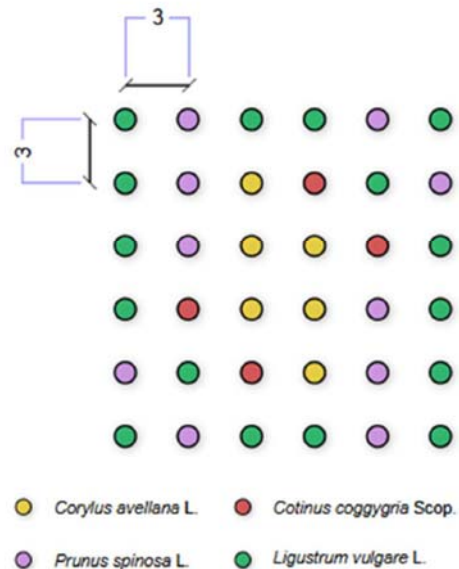 3
3
Corylus avellana L. Cotinus coggygria Scop.
Prunus spinosa L. Ligustrum vulgare L.